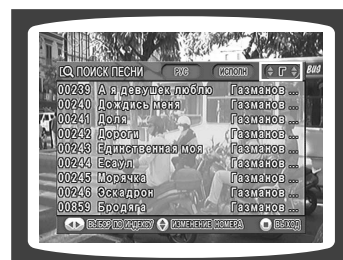 ПОИСК ПЕСНИ РУС ИСПОЛН Г
00239 А я девушек люблю Газманов ...
00240 Дождись меня Газманов ...
00241 Доля Газманов ...
00242 Дороги Газманов ...
00243 Единственная моя Газманов ...
00244 Есаул Газманов ...
00245 Морячка Газманов ...
00246 Эскадрон Газманов ...
00859 Бродяга Газманов ...
ВЫБОР ПО ИНДЕКСУ ИЗМЕНЕНИЕ НОМЕРА ВЫХОД